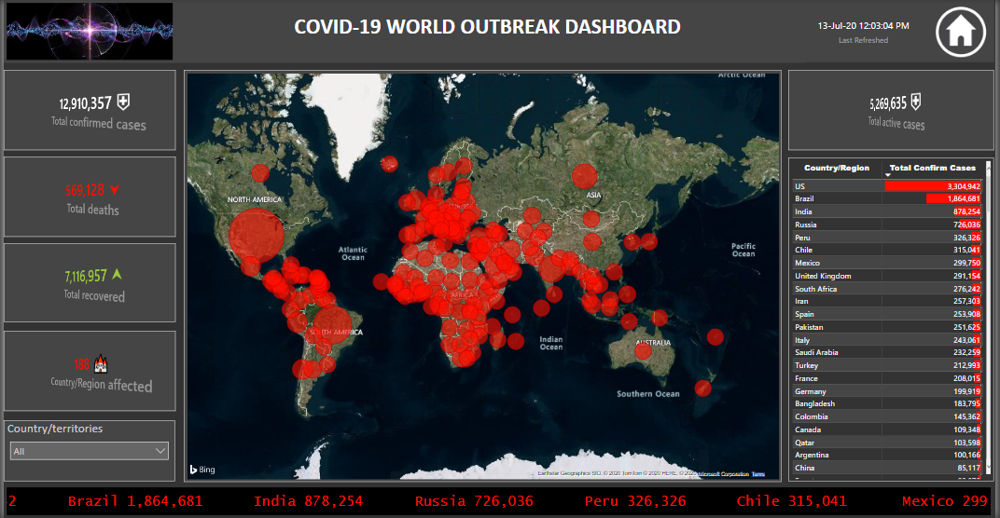 COVID-19 WORLD OUTBREAK DASHBOARD
13-Jul-20 12:03:04 PM
Last Refreshed
12,910,357
Total confirmed cases
569,128
Total deaths
7,116,957
Total recovered
188
Country/Region affected
Country/territories
All
Arctic Ocean
NORTH AMERICA
EUROPE
ASIA
Atlantic
Ocean
Pacific
Ocean
AFRICA
SOUTH AMERICA
Indian
Ocean
AUSTRALIA
Southern Ocean
Bing
Earthstar Geographics SIO, © 2020 TomTom © 2020 HERE, © 2020 Microsoft Corporation Terms
5,269,635
Total active cases
Country/Region Total Confirm Cases
US 3,304,942
Brazil 1,864,681
India 878,254
Russia 726,036
Peru 326,326
Chile 315,041
Mexico 299,750
United Kingdom 291,154
South Africa 276,242
Iran 257,303
Spain 253,908
Pakistan 251,625
Italy 243,061
Saudi Arabia 232,259
Turkey 212,993
France 208,015
Germany 199,919
Bangladesh 183,795
Colombia 145,362
Canada 109,348
Qatar 103,598
Argentina 100,166
China 85,117
2 Brazil 1,864,681 India 878,254 Russia 726,036 Peru 326,326 Chile 315,041 Mexico 299